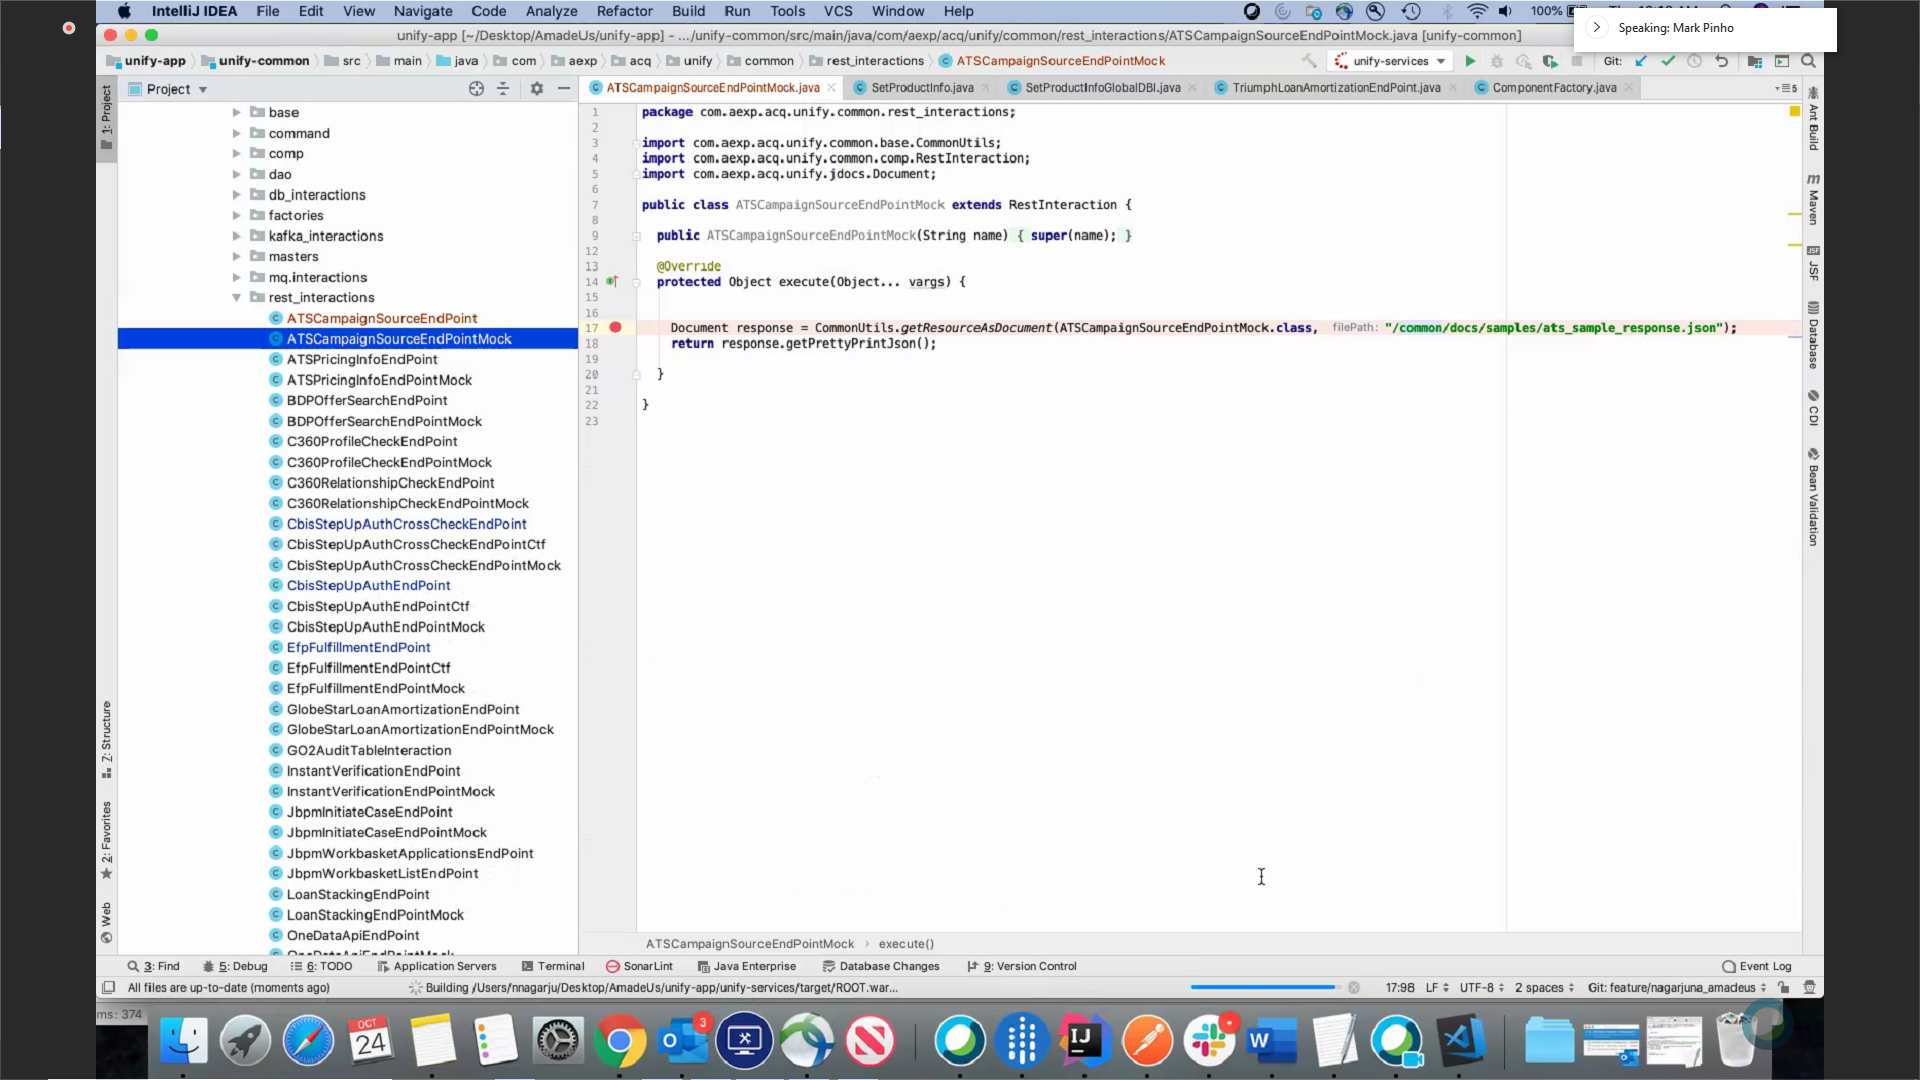 IntelliJ IDEA File Edit View Navigate Code Analyze Refactor Build Run Tools VCS Window Help 100%
Speaking: Mark Pinho
unify-app [~/Desktop/AmadeUs/unify-app] - .../unify-common/src/main/java/com/aexp/acq/unify/common/rest_interactions/ATSCampaignSourceEndPointMock.java [unify-common]
unify-app unify-common src main java com aexp acq unify common rest_interactions ATSCampaignSourceEndPointMock unify-services Git:
1: Project
Project
ATSCampaignSourceEndPointMock.java SetProductInfo.java SetProductInfoGlobalDBI.java TriumphLoanAmortizationEndPoint.java ComponentFactory.java 5
base
command
comp
dao
db_interactions
factories
kafka_interactions
masters
mq.interactions
rest_interactions
ATSCampaignSourceEndPoint
ATSCampaignSourceEndPointMock
ATSPricingInfoEndPoint
ATSPricingInfoEndPointMock
BDPOfferSearchEndPoint
BDPOfferSearchEndPointMock
C360ProfileCheckEndPoint
C360ProfileCheckEndPointMock
C360RelationshipCheckEndPoint
C360RelationshipCheckEndPointMock
CbisStepUpAuthCrossCheckEndPoint
CbisStepUpAuthCrossCheckEndPointCtf
CbisStepUpAuthCrossCheckEndPointMock
CbisStepUpAuthEndPoint
CbisStepUpAuthEndPointCtf
CbisStepUpAuthEndPointMock
EfpFulfillmentEndPoint
EfpFulfillmentEndPointCtf
EfpFulfillmentEndPointMock
GlobeStarLoanAmortizationEndPoint
GlobeStarLoanAmortizationEndPointMock
GO2AuditTableInteraction
InstantVerificationEndPoint
InstantVerificationEndPointMock
JbpmInitiateCaseEndPoint
JbpmInitiateCaseEndPointMock
JbpmWorkbasketApplicationsEndPoint
JbpmWorkbasketListEndPoint
LoanStackingEndPoint
LoanStackingEndPointMock
OneDataApiEndPoint
OneDataApiEndPointMock
1 package com.aexp.acq.unify.common.rest_interactions;
2
3 import com.aexp.acq.unify.common.base.CommonUtils;
4 import com.aexp.acq.unify.common.comp.RestInteraction;
5 import com.aexp.acq.unify.jdocs.Document;
6
7 public class ATSCampaignSourceEndPointMock extends RestInteraction {
8
9 public ATSCampaignSourceEndPointMock(String name) { super(name); }
12
13 @Override
14 protected Object execute(Object... vargs) {
15
16
17 Document response = CommonUtils.getResourceAsDocument(ATSCampaignSourceEndPointMock.class, filePath: "/common/docs/samples/ats_sample_response.json");
18 return response.getPrettyPrintJson();
19
20 }
21
22 }
23
Ant Build
Maven
JSF
Database
CDI
Bean Validation
7: Structure
2: Favorites
Web
ATSCampaignSourceEndPointMock execute()
3: Find 5: Debug 6: TODO Application Servers Terminal SonarLint Java Enterprise Database Changes 9: Version Control Event Log
All files are up-to-date (moments ago) Building /Users/nnagarju/Desktop/AmadeUs/unify-app/unify-services/target/ROOT.war... 17:98 LF UTF-8 2 spaces Git: feature/nagarjuna_amadeus
ms: 374
OCT
24
3